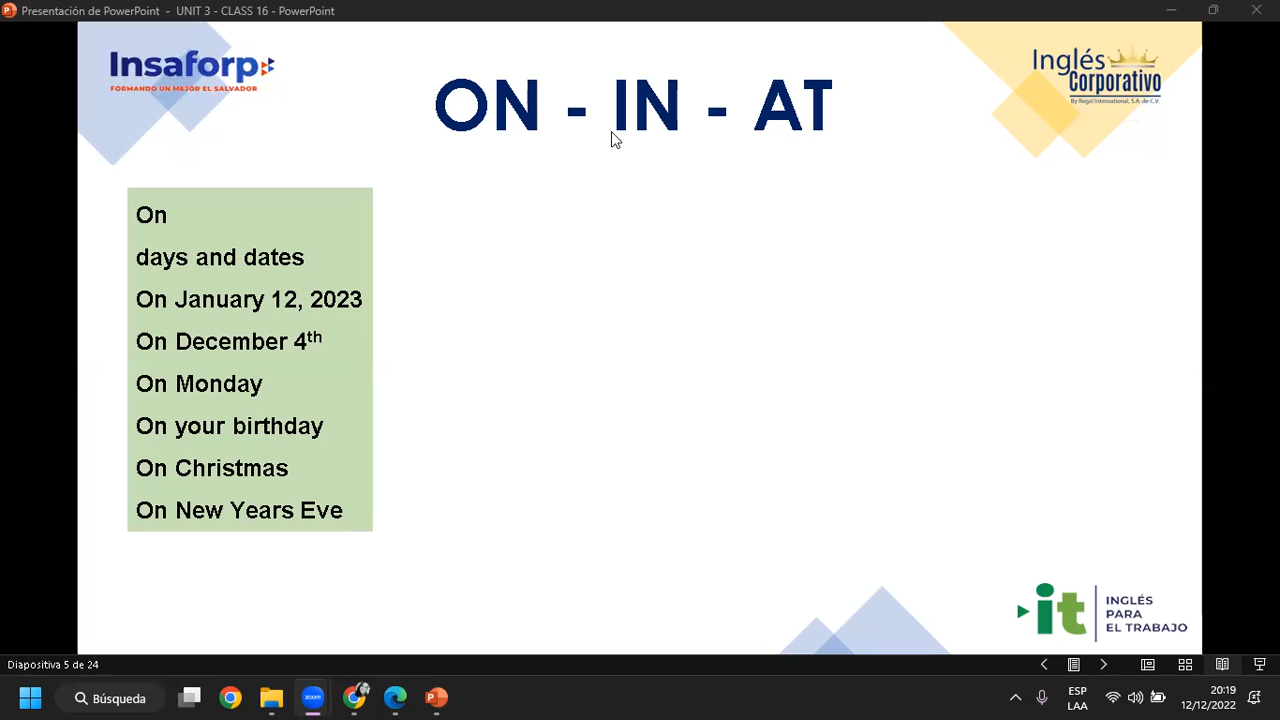 Presentación de PowerPoint - UNIT 3 - CLASS 16 - PowerPoint
Insaforp
FORMANDO UN MEJOR EL SALVADOR
Inglés
Corporativo
By Regal International, S.A. de C.V.
ON - IN - AT
On
days and dates
On January 12, 2023
On December 4th
On Monday
On your birthday
On Christmas
On New Years Eve
it
INGLÉS
PARA
EL TRABAJO
Diapositiva 5 de 24
Búsqueda
zoom
ESP
LAA
20:19
12/12/2022